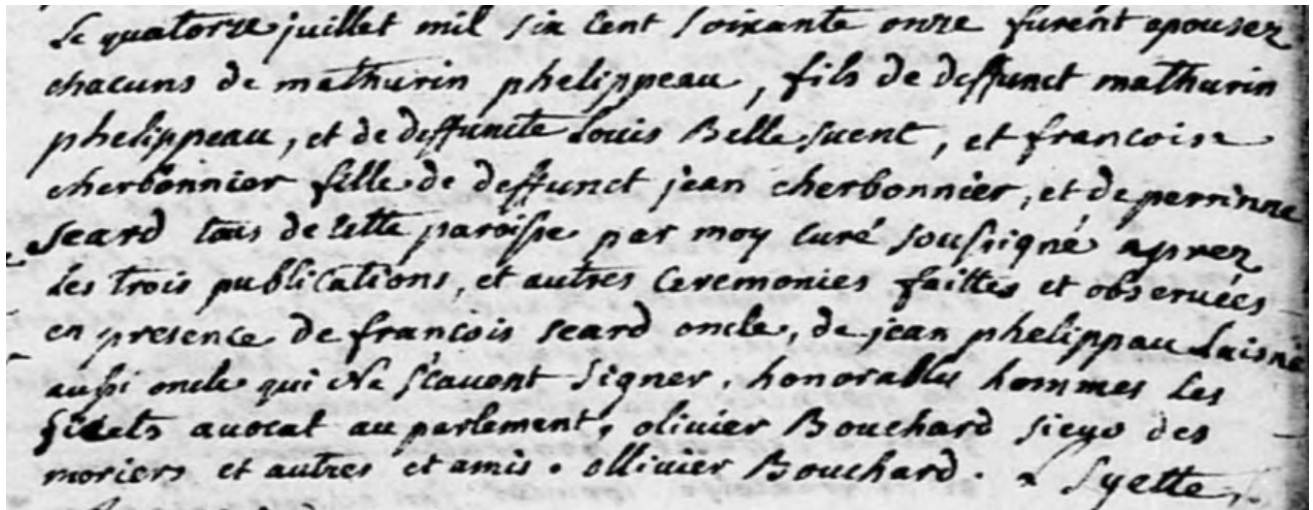 Le quatorze juillet mil six cent soixante onze furent epousez
chacuns de mathurin phelippeau, fils de deffunct mathurin
phelippeau, et de deffuncte Louis Belle suent, et francoise
cherbonnier fille de deffunct jean cherbonnier, et de perrinne
seard tous de cette paroisse par moy curé soussigné aprez
les trois publications, et autres ceremonies faittes et observées
en presence de francois seard oncle, de jean phelippau Laisné
aussi oncle qui Ne scavent signer, honorables hommes Les
avocat au parlement, olivier Bouchard sieyr des
moriers et autres et amis. ollivier Bouchard. Syette